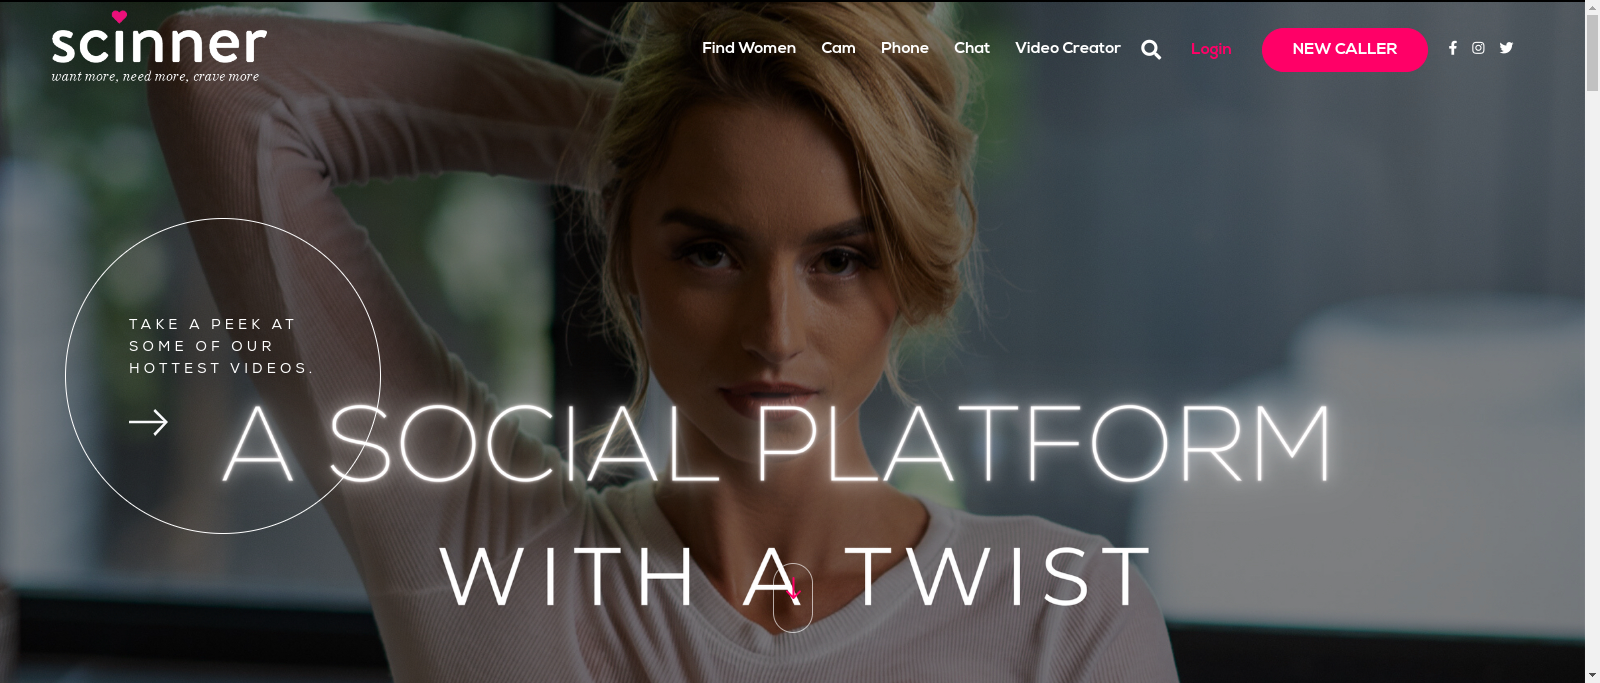 scinner
want more, need more, crave more
Find Women Cam Phone Chat Video Creator Login NEW CALLER
TAKE A PEEK AT
SOME OF OUR
HOTTEST VIDEOS.
A SOCIAL PLATFORM
WITH A TWIST